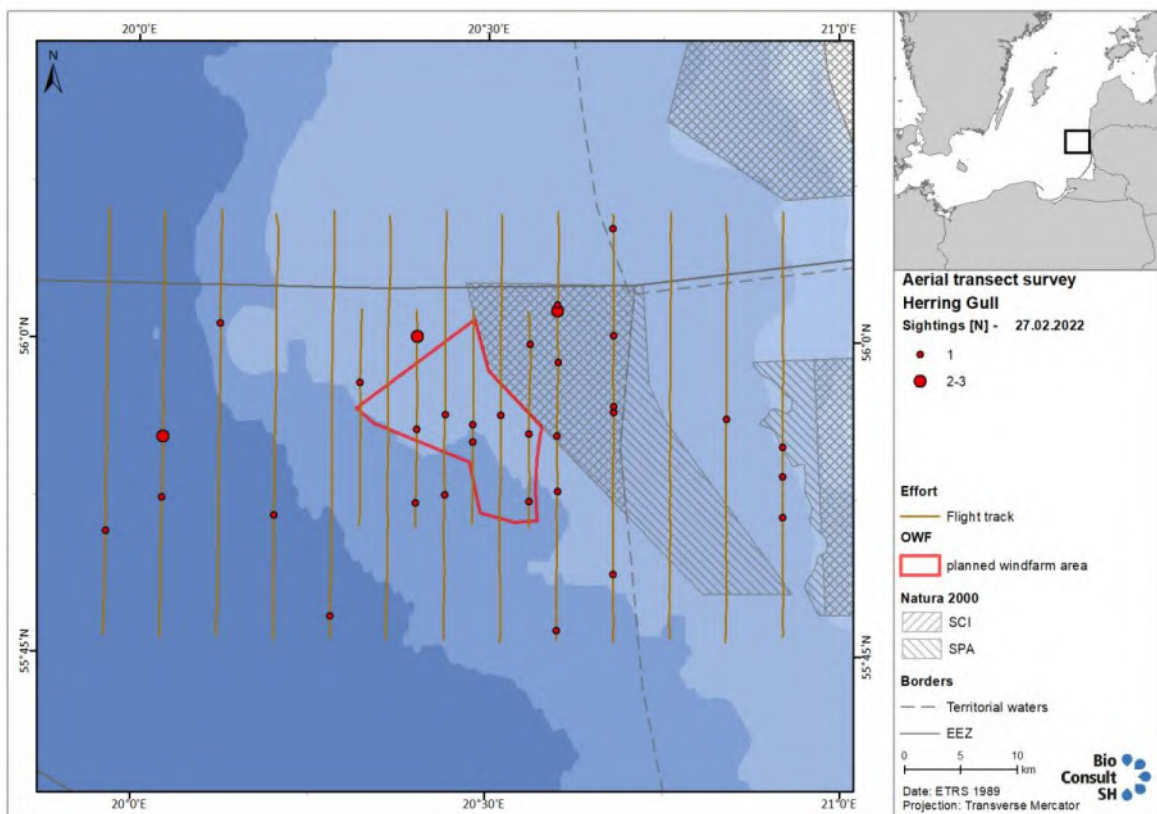 20°0'E 20°30'E 21°0'E
N
56°0'N 56°0'N
55°45'N 55°45'N
20°0'E 20°30'E 21°0'E
Aerial transect survey
Herring Gull
Sightings [N] - 27.02.2022
1
2-3
Effort
Flight track
OWF
planned windfarm area
Natura 2000
SCI
SPA
Borders
Territorial waters
EEZ
0 5 10
km
Bio
Consult
SH
Date: ETRS 1989
Projection: Transverse Mercator